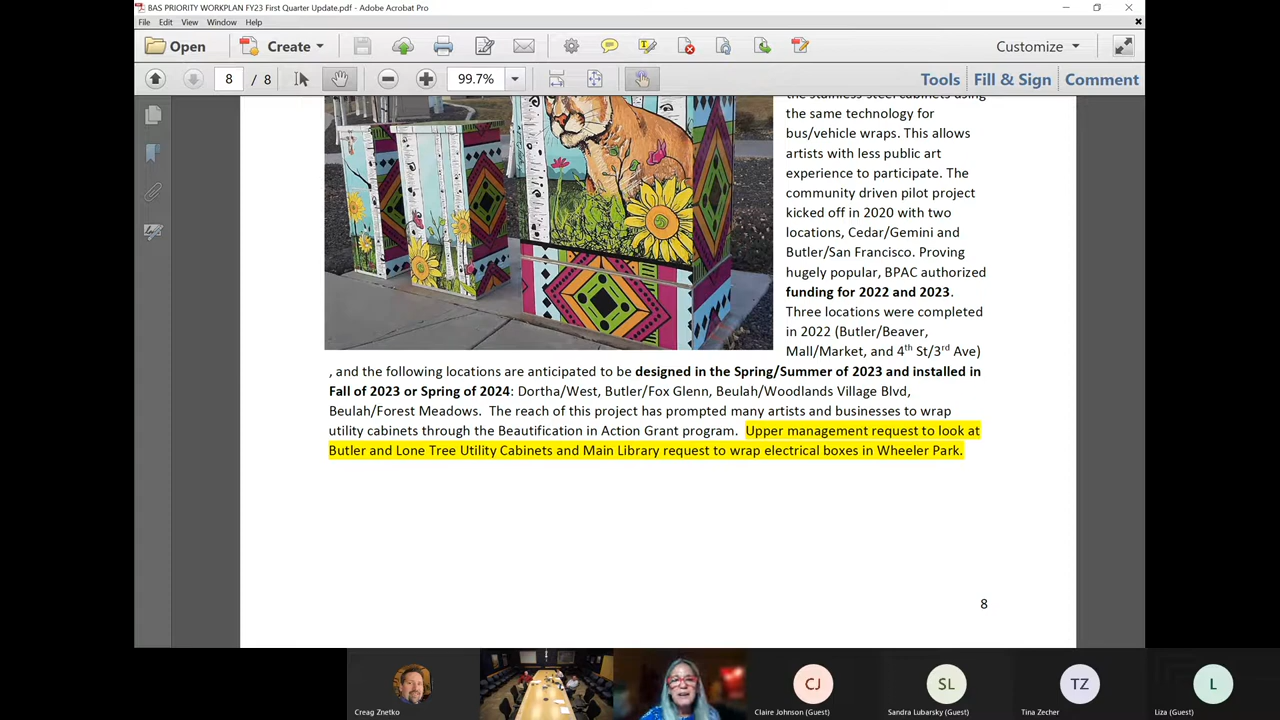 BAS PRIORITY WORKPLAN FY23 First Quarter Update.pdf - Adobe Acrobat Pro
File Edit View Window Help
Open Create Customize
8 / 8 99.7% Tools Fill & Sign Comment
the stainless steel cabinets using
the same technology for
bus/vehicle wraps. This allows
artists with less public art
experience to participate. The
community driven pilot project
kicked off in 2020 with two
locations, Cedar/Gemini and
Butler/San Francisco. Proving
hugely popular, BPAC authorized
funding for 2022 and 2023.
Three locations were completed
in 2022 (Butler/Beaver,
Mall/Market, and 4th St/3rd Ave)
, and the following locations are anticipated to be designed in the Spring/Summer of 2023 and installed in
Fall of 2023 or Spring of 2024: Dortha/West, Butler/Fox Glenn, Beulah/Woodlands Village Blvd,
Beulah/Forest Meadows. The reach of this project has prompted many artists and businesses to wrap
utility cabinets through the Beautification in Action Grant program. Upper management request to look at
Butler and Lone Tree Utility Cabinets and Main Library request to wrap electrical boxes in Wheeler Park.
8
CJ SL TZ L
Creag Znetko Claire Johnson (Guest) Sandra Lubarsky (Guest) Tina Zecher Liza (Guest)